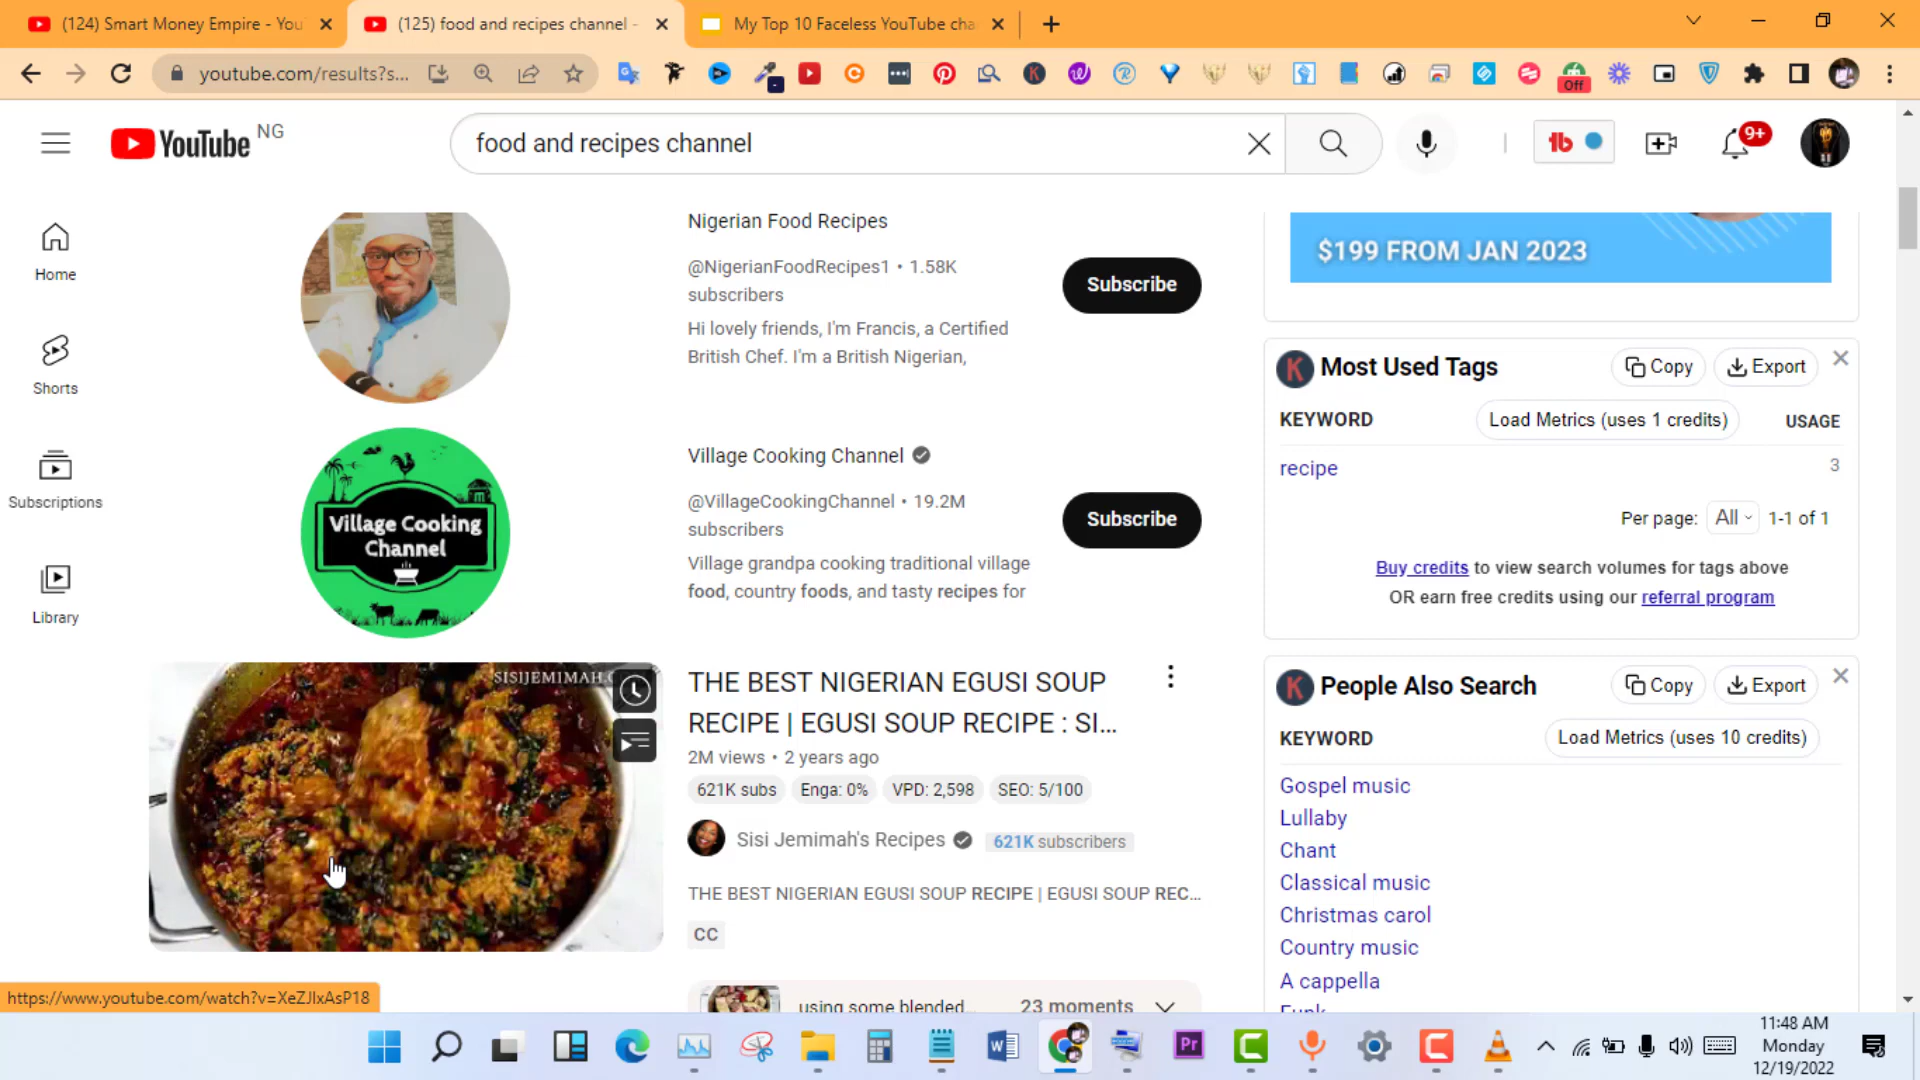 (124) Smart Money Empire - You
(125) food and recipes channel -
My Top 10 Faceless YouTube cha
youtube.com/results?s...
Off
YouTube NG
food and recipes channel
tb
9+
Home
Shorts
Subscriptions
Library
Nigerian Food Recipes
@NigerianFoodRecipes1 • 1.58K
subscribers
Subscribe
Hi lovely friends, I'm Francis, a Certified
British Chef. I'm a British Nigerian,
Village Cooking
Channel
Village Cooking Channel
@VillageCookingChannel • 19.2M
subscribers
Subscribe
Village grandpa cooking traditional village
food, country foods, and tasty recipes for
SISIJEMIMAH.C
THE BEST NIGERIAN EGUSI SOUP
RECIPE | EGUSI SOUP RECIPE : SI...
2M views • 2 years ago
621K subs Enga: 0% VPD: 2,598 SEO: 5/100
Sisi Jemimah's Recipes 621K subscribers
THE BEST NIGERIAN EGUSI SOUP RECIPE | EGUSI SOUP REC...
CC
using some blended... 23 moments
$199 FROM JAN 2023
K Most Used Tags Copy Export
KEYWORD Load Metrics (uses 1 credits) USAGE
recipe 3
Per page: All 1-1 of 1
Buy credits to view search volumes for tags above
OR earn free credits using our referral program
K People Also Search Copy Export
KEYWORD Load Metrics (uses 10 credits)
Gospel music
Lullaby
Chant
Classical music
Christmas carol
Country music
A cappella
Funk
https://www.youtube.com/watch?v=XeZJlxAsP18
Pr
11:48 AM
Monday
12/19/2022